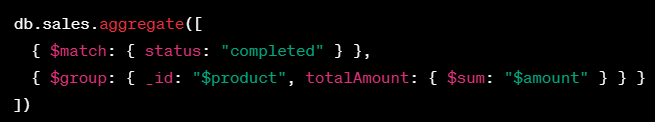 db.sales.aggregate([
  { $match: { status: "completed" } },
  { $group: { _id: "$product", totalAmount: { $sum: "$amount" } } }
])